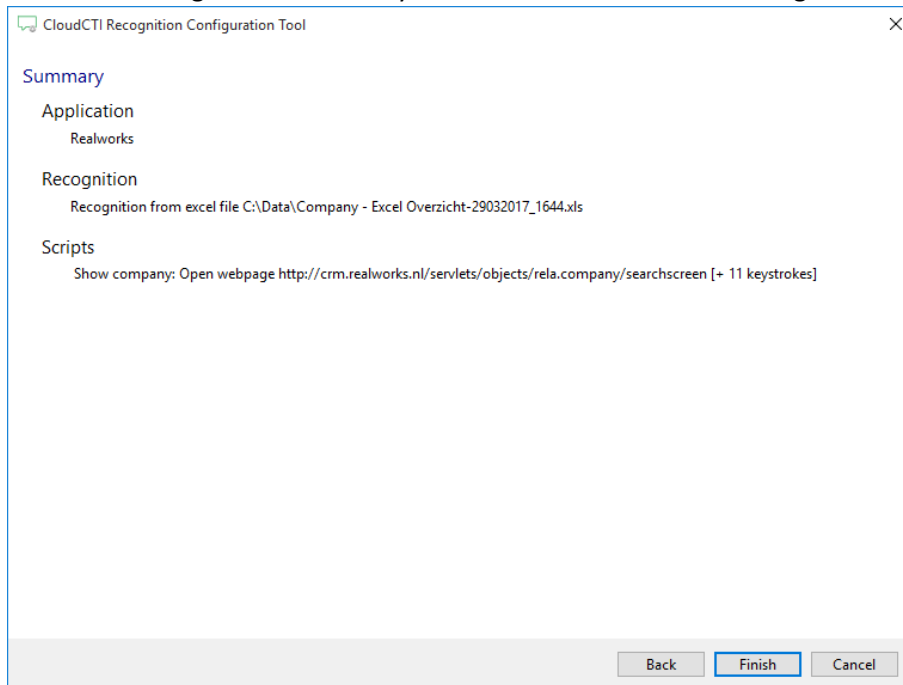 CloudCTI Recognition Configuration Tool
Summary
Application
Realworks
Recognition
Recognition from excel file C:\Data\Company - Excel Overzicht-29032017_1644.xls
Scripts
Show company: Open webpage http://crm.realworks.nl/servlets/objects/rela.company/searchscreen [+ 11 keystrokes]
Back Finish Cancel